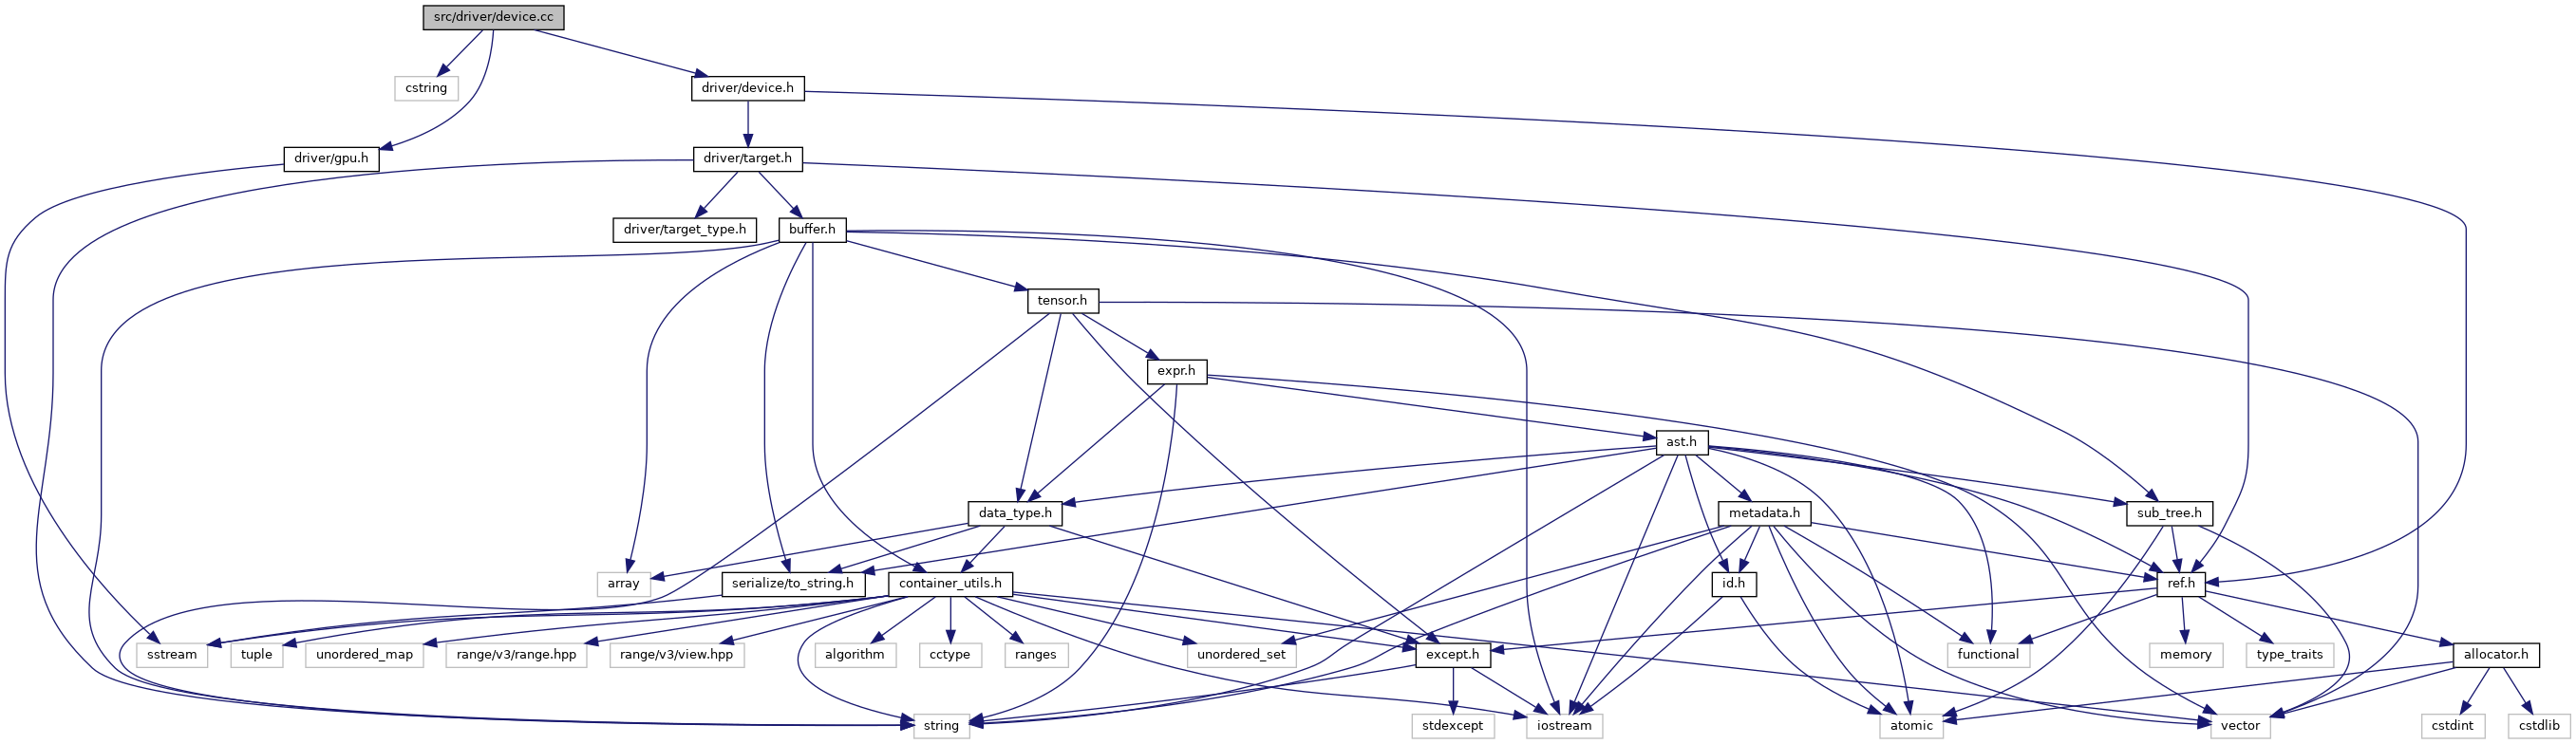 src/driver/device.cc
cstring
driver/device.h
driver/gpu.h
driver/target.h
driver/target_type.h
buffer.h
tensor.h
expr.h
ast.h
data_type.h
metadata.h
sub_tree.h
array
serialize/to_string.h
container_utils.h
id.h
ref.h
sstream
tuple
unordered_map
range/v3/range.hpp
range/v3/view.hpp
algorithm
cctype
ranges
unordered_set
except.h
functional
memory
type_traits
allocator.h
string
stdexcept
iostream
atomic
vector
cstdint
cstdlib